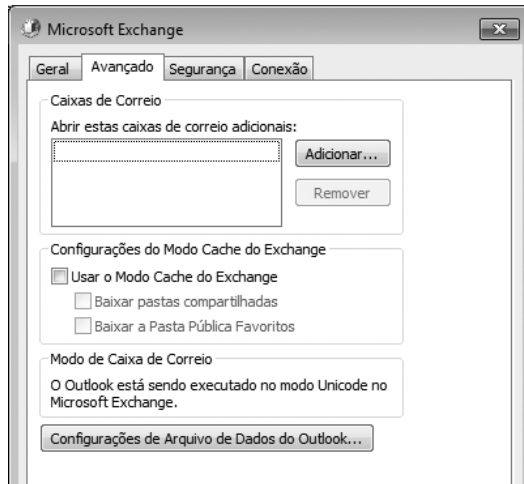 Microsoft Exchange
Geral Avançado Segurança Conexão
Caixas de Correio
Abrir estas caixas de correio adicionais:
Adicionar...
Remover
Configurações do Modo Cache do Exchange
Usar o Modo Cache do Exchange
Baixar pastas compartilhadas
Baixar a Pasta Pública Favoritos
Modo de Caixa de Correio
O Outlook está sendo executado no modo Unicode no
Microsoft Exchange.
Configurações de Arquivo de Dados do Outlook...